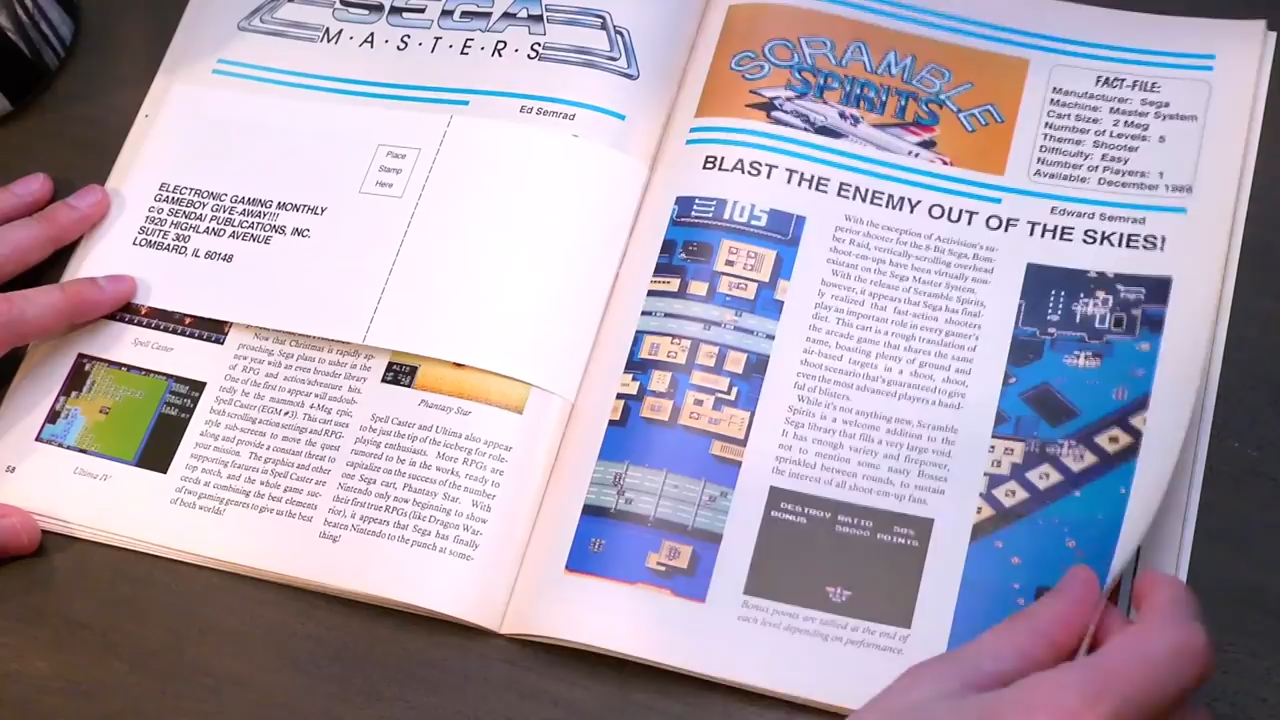 SEGA
M·A·S·T·E·R·S
Ed Semrad
Place
Stamp
Here
ELECTRONIC GAMING MONTHLY
GAMEBOY GIVE-AWAY!!!
c/o SENDAI PUBLICATIONS, INC.
1920 HIGHLAND AVENUE
SUITE 300
LOMBARD, IL 60148
Spell Caster
Ultima IV
58
Now that Christmas is rapidly ap-
proaching, Sega plans to usher in the
new year with an even broader library
of RPG and action/adventure hits.
One of the first to appear will undoubt-
edly be the mammoth 4-Meg epic,
Spell Caster (EGM #3). This cart uses
both scrolling action settings and RPG-
style sub-screens to move the quest
along and provide a constant threat to
your mission. The graphics and other
supporting features in Spell Caster are
top notch, and the whole game suc-
ceeds at combining the best elements
of two gaming genres to give us the best
of both worlds!
Phantasy Star
Spell Caster and Ultima also appear
to be just the tip of the iceberg for role-
playing enthusiasts. More RPGs are
rumored to be in the works, ready to
capitalize on the success of the number
one Sega cart, Phantasy Star. With
Nintendo only now beginning to show
their first true RPGs (like Dragon War-
rior), it appears that Sega has finally
beaten Nintendo to the punch at some-
thing!
SCRAMBLE
SPIRITS
FACT-FILE:
Manufacturer: Sega
Machine: Master System
Cart Size: 2 Meg
Number of Levels: 5
Theme: Shooter
Difficulty: Easy
Number of Players: 1
Available: December 1988
Edward Semrad
BLAST THE ENEMY OUT OF THE SKIES!
105
With the exception of Activision's su-
perior shooter for the 8-Bit Sega, Bom-
ber Raid, vertically-scrolling overhead
shoot-em-ups have been virtually non-
existant on the Sega Master System.
With the release of Scramble Spirits,
however, it appears that Sega has final-
ly realized that fast-action shooters
play an important role in every gamer's
diet. This cart is a rough translation of
the arcade game that shares the same
name, boasting plenty of ground and
air-based targets in a shoot, shoot,
shoot scenario that's guaranteed to give
even the most advanced players a hand-
ful of blisters.
While it's not anything new, Scramble
Spirits is a welcome addition to the
Sega library that fills a very large void.
It has enough variety and firepower,
not to mention some nasty Bosses
sprinkled between rounds, to sustain
the interest of all shoot-em-up fans.
DESTROY RATIO 58%
BONUS 58000 POINTS
Bonus points are tallied at the end of
each level depending on performance.